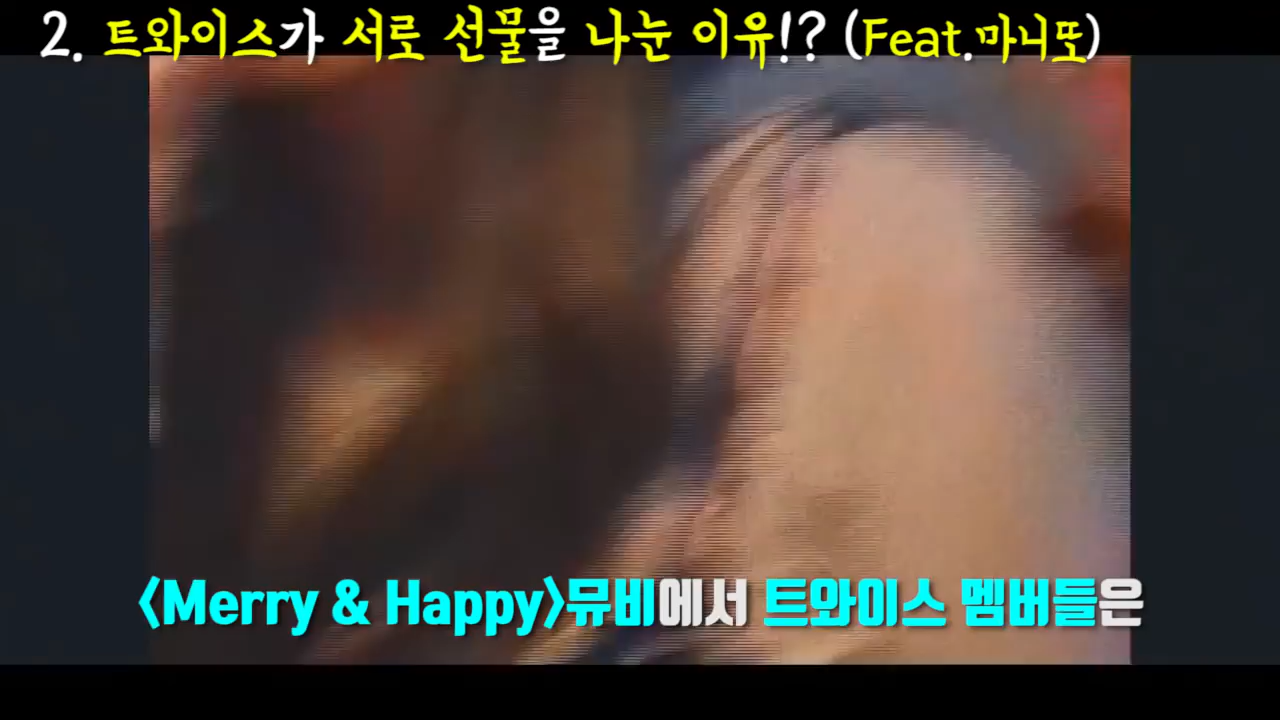 2. 트와이스가 서로 선물을 나눈 이유!? (Feat.마니또)
<Merry & Happy>뮤비에서 트와이스 멤버들은